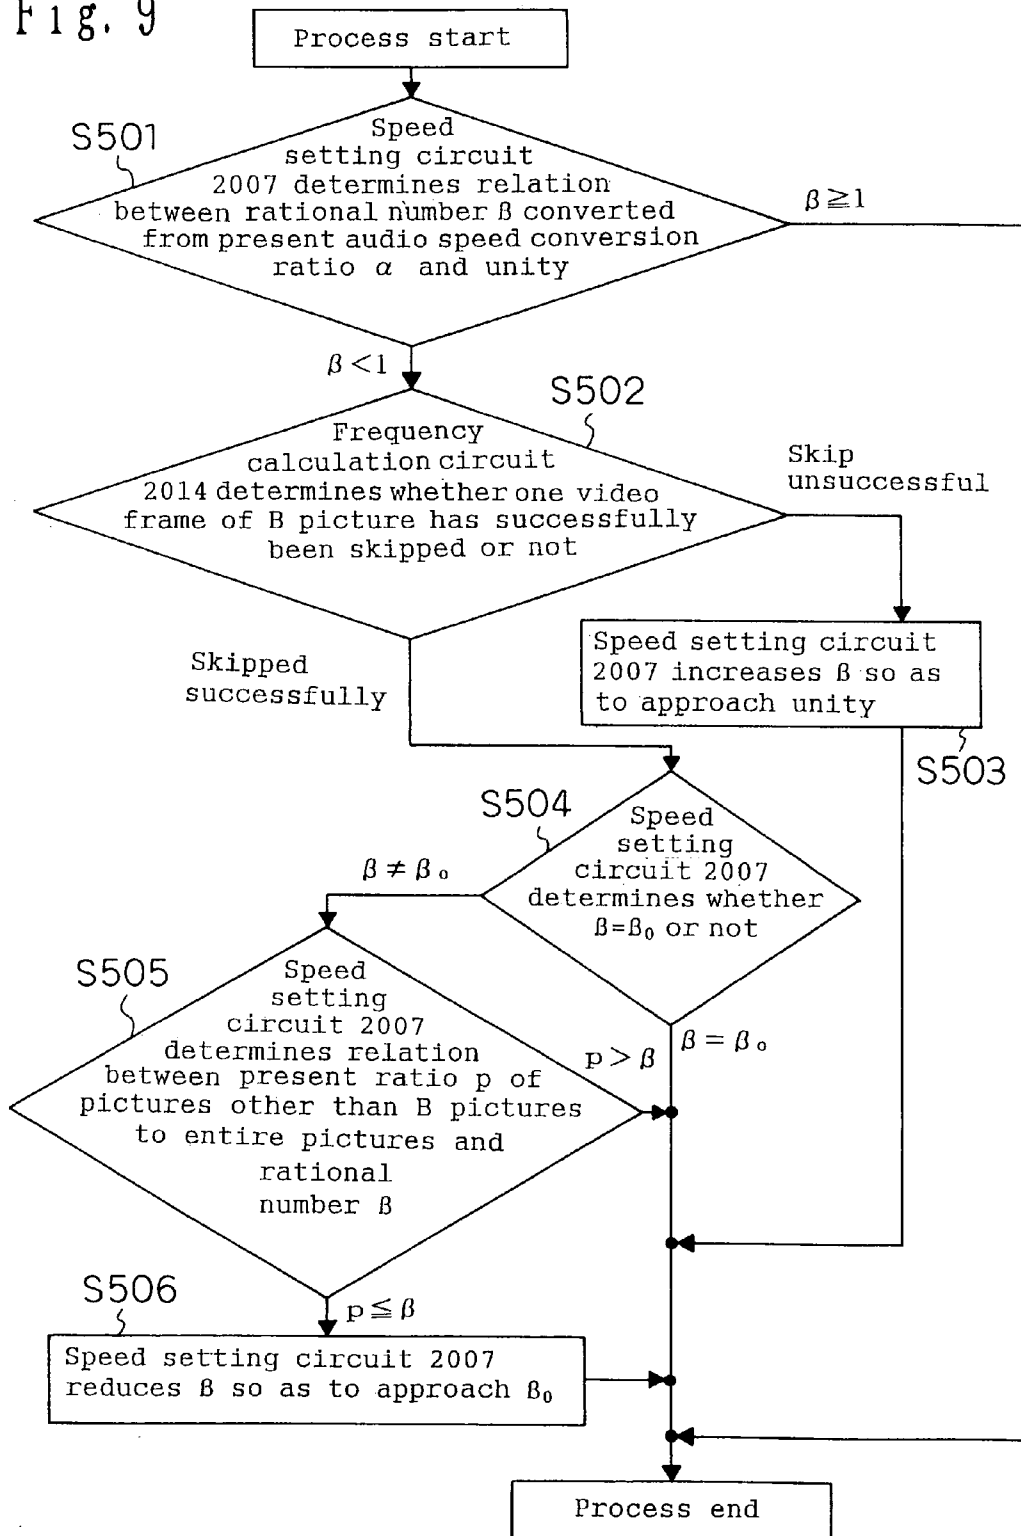 Fig. 9
Process start
S501
Speed
setting circuit
2007 determines relation
between rational number β converted
from present audio speed conversion
ratio α and unity
β≧1
β<1
S502
Frequency
calculation circuit
2014 determines whether one video
frame of B picture has successfully
been skipped or not
Skip
unsuccessful
Skipped
successfully
Speed setting circuit
2007 increases β so as
to approach unity
S503
S504
Speed
setting
circuit 2007
determines whether
β=β₀ or not
β≠β₀
β=β₀
S505
Speed
setting
circuit 2007
determines relation
between present ratio p of
pictures other than B pictures
to entire pictures and
rational
number β
p>β
p≦β
S506
Speed setting circuit 2007
reduces β so as to approach β₀
Process end